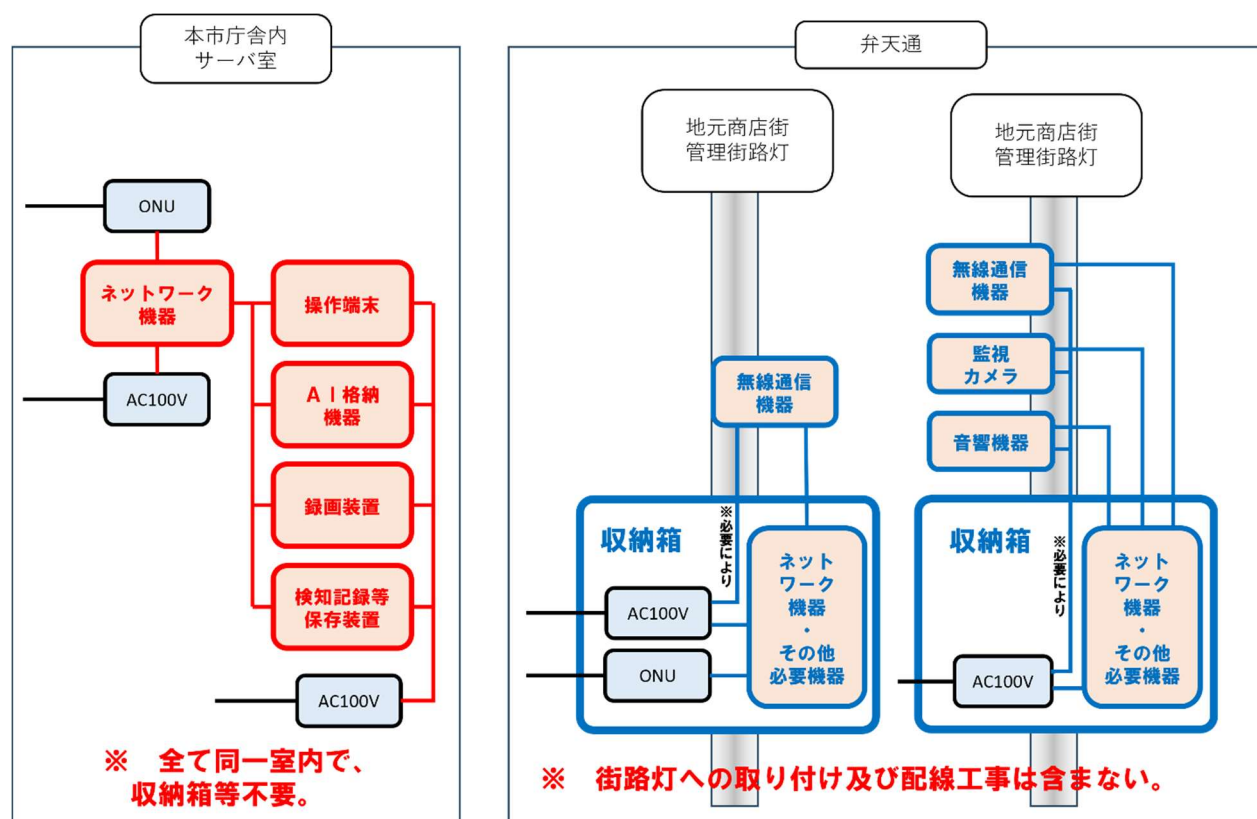 本市庁舎内
サーバ室
ONU
ネットワーク
機器
AC100V
操作端末
AI格納
機器
録画装置
検知記録等
保存装置
AC100V
※ 全て同一室内で、
収納箱等不要。
弁天通
地元商店街
管理街路灯
無線通信
機器
収納箱
※必要により
AC100V
ONU
ネット
ワーク
機器
・
その他
必要機器
地元商店街
管理街路灯
無線通信
機器
監視
カメラ
音響機器
収納箱
※必要により
AC100V
ネット
ワーク
機器
・
その他
必要機器
※ 街路灯への取り付け及び配線工事は含まない。